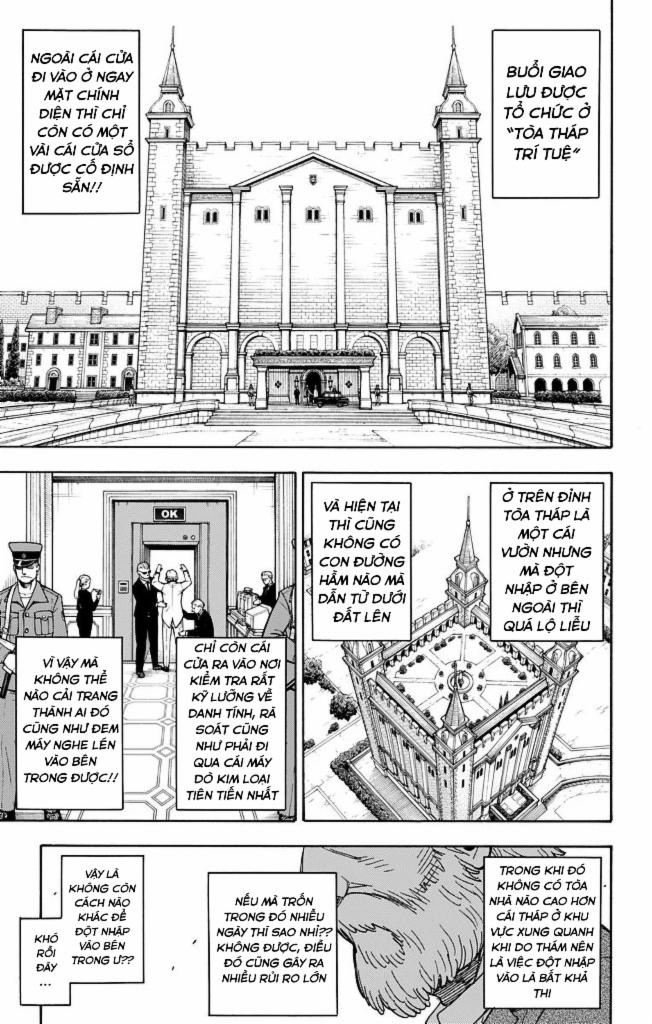 BUỔI GIAO
LƯU ĐƯỢC
TỔ CHỨC Ở
"TÒA THÁP
TRÍ TUỆ"
NGOÀI CÁI CỬA
ĐI VÀO Ở NGAY
MẶT CHÍNH
DIỆN THÌ CHỈ
CÒN CÓ MỘT
VÀI CÁI CỬA SỔ
ĐƯỢC CỐ ĐỊNH
SẴN!!
Ở TRÊN ĐỈNH
TÒA THÁP LÀ
MỘT CÁI
VƯỜN NHƯNG
MÀ ĐỘT
NHẬP Ở BÊN
NGOÀI THÌ
QUÁ LỘ LIỄU
VÀ HIỆN TẠI
THÌ CŨNG
KHÔNG CÓ
CON ĐƯỜNG
HẦM NÀO MÀ
DẪN TỪ DƯỚI
ĐẤT LÊN
OK
CHỈ CÒN CÁI
CỬA RA VÀO NƠI
KIỂM TRA RẤT
KỸ LƯỠNG VỀ
DANH TÍNH, RÀ
SOÁT CŨNG
NHƯ PHẢI ĐI
QUA CÁI MÁY
DÒ KIM LOẠI
TIÊN TIẾN NHẤT
VÌ VẬY MÀ
KHÔNG THỂ
NÀO CẢI TRANG
THÀNH AI ĐÓ
CŨNG NHƯ ĐEM
MÁY NGHE LÉN
VÀO BÊN
TRONG ĐƯỢC!!
TRONG KHI ĐÓ
KHÔNG CÓ TÒA
NHÀ NÀO CAO HƠN
CÁI THÁP Ở KHU
VỰC XUNG QUANH
KHI DO THÁM NÊN
LÀ VIỆC ĐỘT NHẬP
VÀO LÀ BẤT KHẢ
THI
NẾU MÀ TRỐN
TRONG ĐÓ NHIỀU
NGÀY THÌ SAO NHỈ??
KHÔNG ĐƯỢC, ĐIỀU
ĐÓ CŨNG GÂY RA
NHIỀU RỦI RO LỚN
VẬY LÀ
KHÔNG CÒN
CÁCH NÀO
KHÁC ĐỂ
ĐỘT NHẬP
VÀO BÊN
TRONG Ư??
KHÓ
RỒI
ĐÂY
...